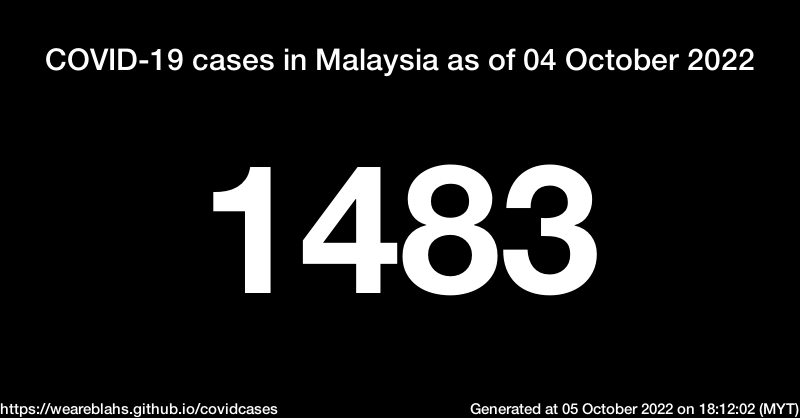 COVID-19 cases in Malaysia as of 04 October 2022
1483
https://weareblahs.github.io/covidcases
Generated at 05 October 2022 on 18:12:02 (MYT)